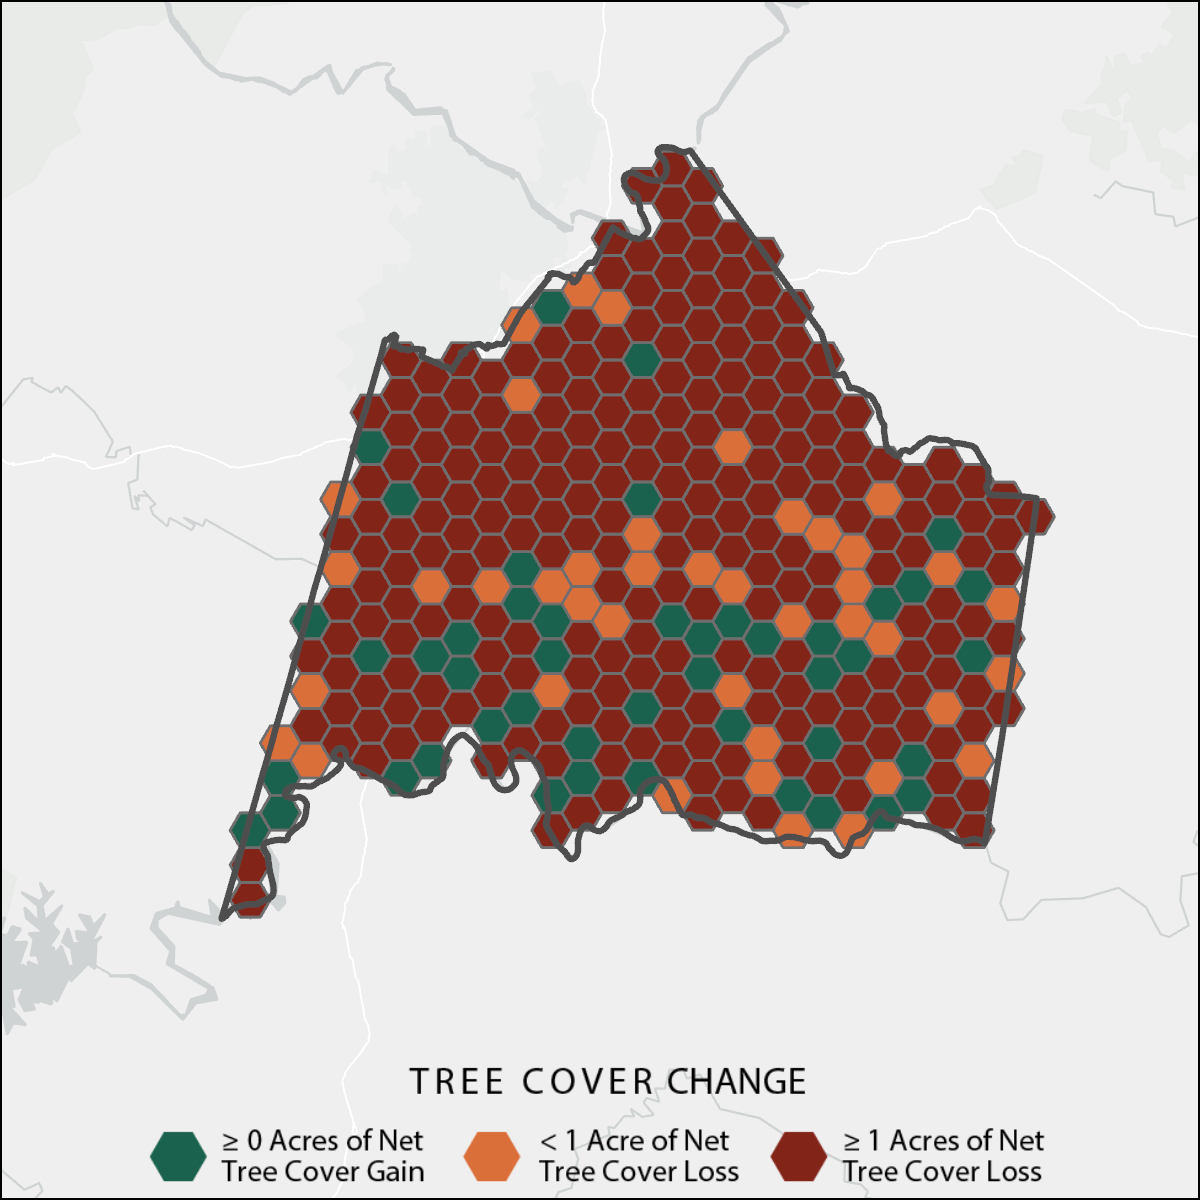 TREE COVER CHANGE
≥ 0 Acres of Net
Tree Cover Gain
< 1 Acre of Net
Tree Cover Loss
≥ 1 Acres of Net
Tree Cover Loss